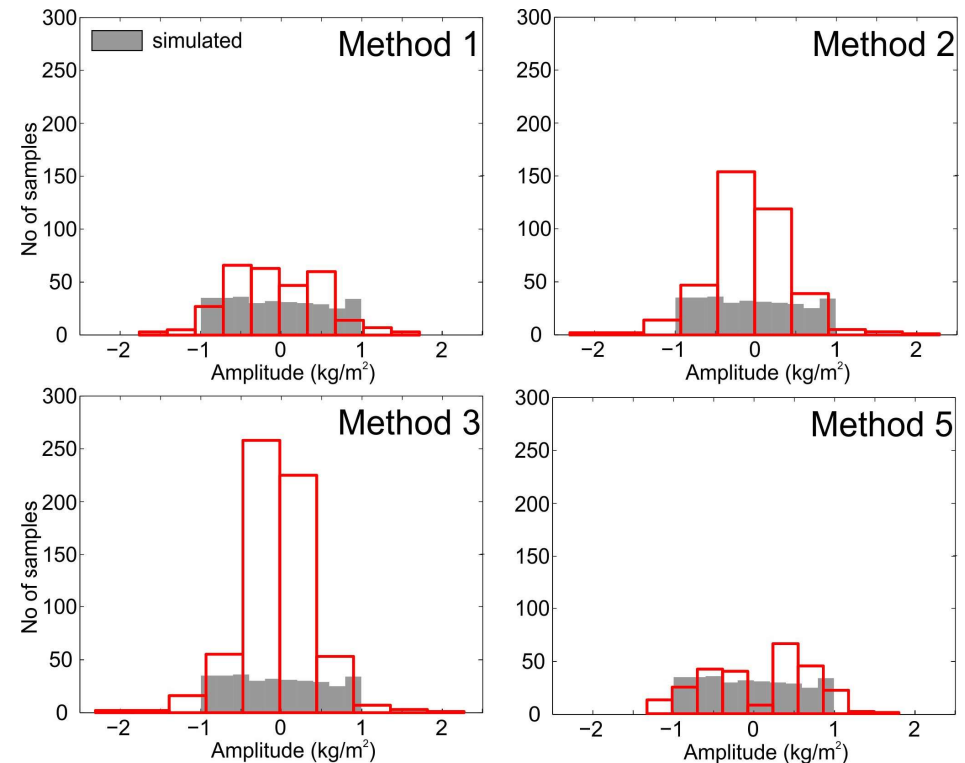 300
250
200
150
100
50
0
No of samples
simulated
Method 1
−2 −1 0 1 2
Amplitude (kg/m²)
300
250
200
150
100
50
0
Method 2
−2 −1 0 1 2
Amplitude (kg/m²)
300
250
200
150
100
50
0
No of samples
Method 3
−2 −1 0 1 2
Amplitude (kg/m²)
300
250
200
150
100
50
0
Method 5
−2 −1 0 1 2
Amplitude (kg/m²)